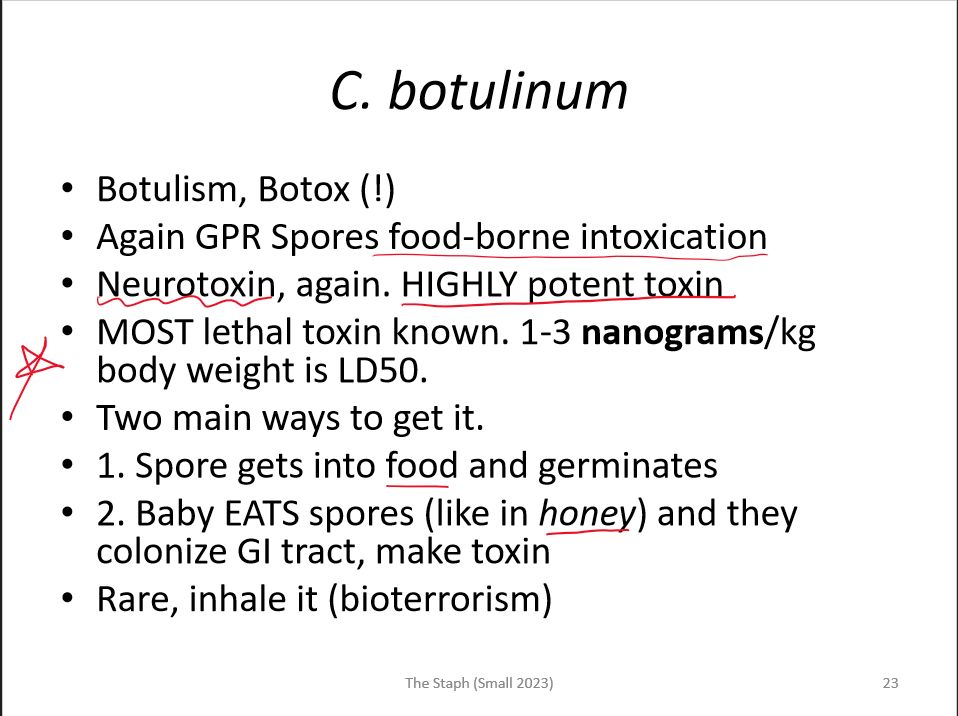 C. botulinum
• Botulism, Botox (!)
• Again GPR Spores food-borne intoxication
• Neurotoxin, again. HIGHLY potent toxin
• MOST lethal toxin known. 1-3 nanograms/kg
body weight is LD50.
• Two main ways to get it.
• 1. Spore gets into food and germinates
• 2. Baby EATS spores (like in honey) and they
colonize GI tract, make toxin
• Rare, inhale it (bioterrorism)
The Staph (Small 2023)
23